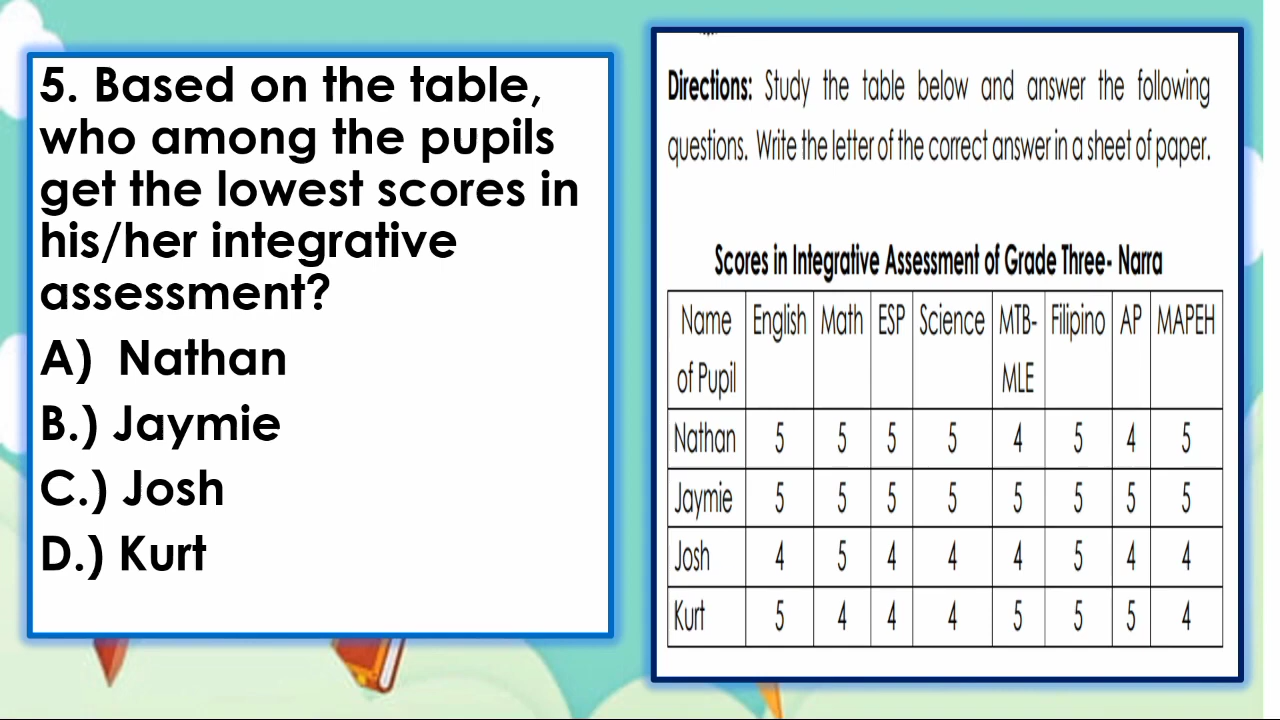 5. Based on the table,
who among the pupils
get the lowest scores in
his/her integrative
assessment?
A) Nathan
B.) Jaymie
C.) Josh
D.) Kurt
Directions: Study the table below and answer the following
questions. Write the letter of the correct answer in a sheet of paper.
Scores in Integrative Assessment of Grade Three- Narra
Name of Pupil English Math ESP Science MTB-MLE Filipino AP MAPEH
Nathan 5 5 5 5 4 5 4 5
Jaymie 5 5 5 5 5 5 5 5
Josh 4 5 4 4 4 5 4 4
Kurt 5 4 4 4 5 5 5 4